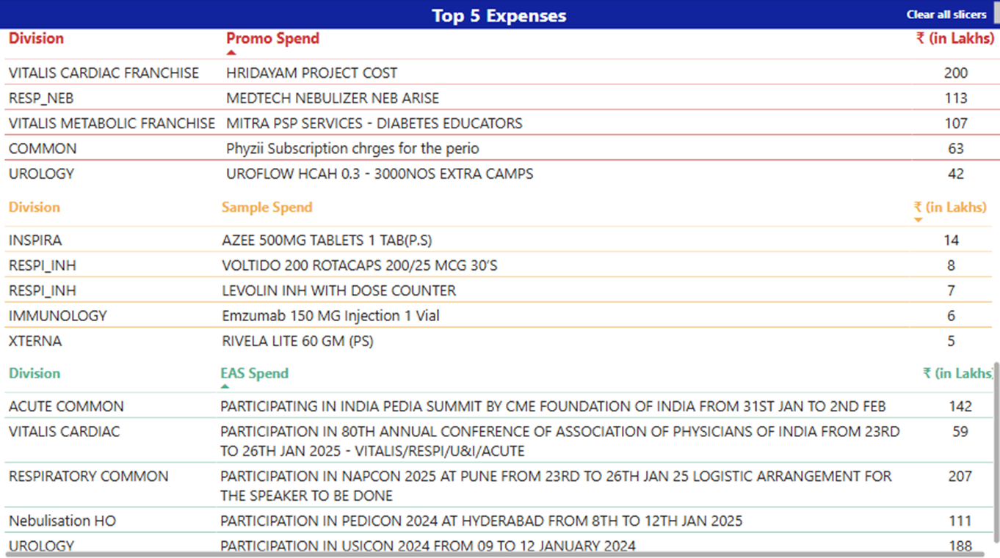 Top 5 Expenses Clear all slicers
Division Promo Spend ₹ (in Lakhs)
VITALIS CARDIAC FRANCHISE HRIDAYAM PROJECT COST 200
RESP_NEB MEDTECH NEBULIZER NEB ARISE 113
VITALIS METABOLIC FRANCHISE MITRA PSP SERVICES - DIABETES EDUCATORS 107
COMMON Phyzii Subscription chrges for the perio 63
UROLOGY UROFLOW HCAH 0.3 - 3000NOS EXTRA CAMPS 42
Division Sample Spend ₹ (in Lakhs)
INSPIRA AZEE 500MG TABLETS 1 TAB(P.S) 14
RESPI_INH VOLTIDO 200 ROTACAPS 200/25 MCG 30'S 8
RESPI_INH LEVOLIN INH WITH DOSE COUNTER 7
IMMUNOLOGY Emzumab 150 MG Injection 1 Vial 6
XTERNA RIVELA LITE 60 GM (PS) 5
Division EAS Spend ₹ (in Lakhs)
ACUTE COMMON PARTICIPATING IN INDIA PEDIA SUMMIT BY CME FOUNDATION OF INDIA FROM 31ST JAN TO 2ND FEB 142
VITALIS CARDIAC PARTICIPATION IN 80TH ANNUAL CONFERENCE OF ASSOCIATION OF PHYSICIANS OF INDIA FROM 23RD 59
TO 26TH JAN 2025 - VITALIS/RESPI/U&I/ACUTE
RESPIRATORY COMMON PARTICIPATION IN NAPCON 2025 AT PUNE FROM 23RD TO 26TH JAN 25 LOGISTIC ARRANGEMENT FOR 207
THE SPEAKER TO BE DONE
Nebulisation HO PARTICIPATION IN PEDICON 2024 AT HYDERABAD FROM 8TH TO 12TH JAN 2025 111
UROLOGY PARTICIPATION IN USICON 2024 FROM 09 TO 12 JANUARY 2024 188